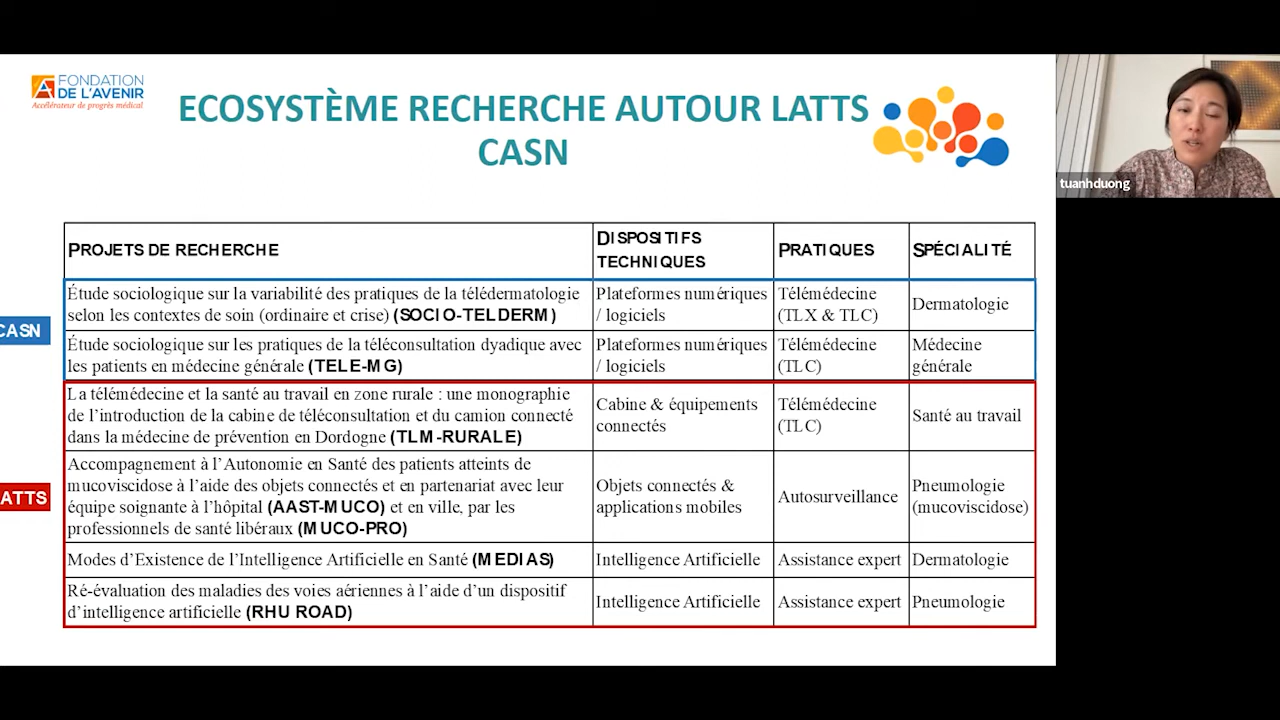 FONDATION
DE L'AVENIR
Accélérateur de progrès médical
ECOSYSTÈME RECHERCHE AUTOUR LATTS
CASN
tuanhduong
PROJETS DE RECHERCHE
DISPOSITIFS
TECHNIQUES
PRATIQUES
SPÉCIALITÉ
CASN
Étude sociologique sur la variabilité des pratiques de la télédermatologie
selon les contextes de soin (ordinaire et crise) (SOCIO-TELDERM)
Plateformes numériques
/ logiciels
Télémédecine
(TLX & TLC)
Dermatologie
Étude sociologique sur les pratiques de la téléconsultation dyadique avec
les patients en médecine générale (TELE-MG)
Plateformes numériques
/ logiciels
Télémédecine
(TLC)
Médecine
générale
ATTS
La télémédecine et la santé au travail en zone rurale : une monographie
de l'introduction de la cabine de téléconsultation et du camion connecté
dans la médecine de prévention en Dordogne (TLM-RURALE)
Cabine & équipements
connectés
Télémédecine
(TLC)
Santé au travail
Accompagnement à l'Autonomie en Santé des patients atteints de
mucoviscidose à l'aide des objets connectés et en partenariat avec leur
équipe soignante à l'hôpital (AAST-MUCO) et en ville, par les
professionnels de santé libéraux (MUCO-PRO)
Objets connectés &
applications mobiles
Autosurveillance
Pneumologie
(mucoviscidose)
Modes d'Existence de l'Intelligence Artificielle en Santé (MEDIAS)
Intelligence Artificielle
Assistance expert
Dermatologie
Ré-évaluation des maladies des voies aériennes à l'aide d'un dispositif
d'intelligence artificielle (RHU ROAD)
Intelligence Artificielle
Assistance expert
Pneumologie